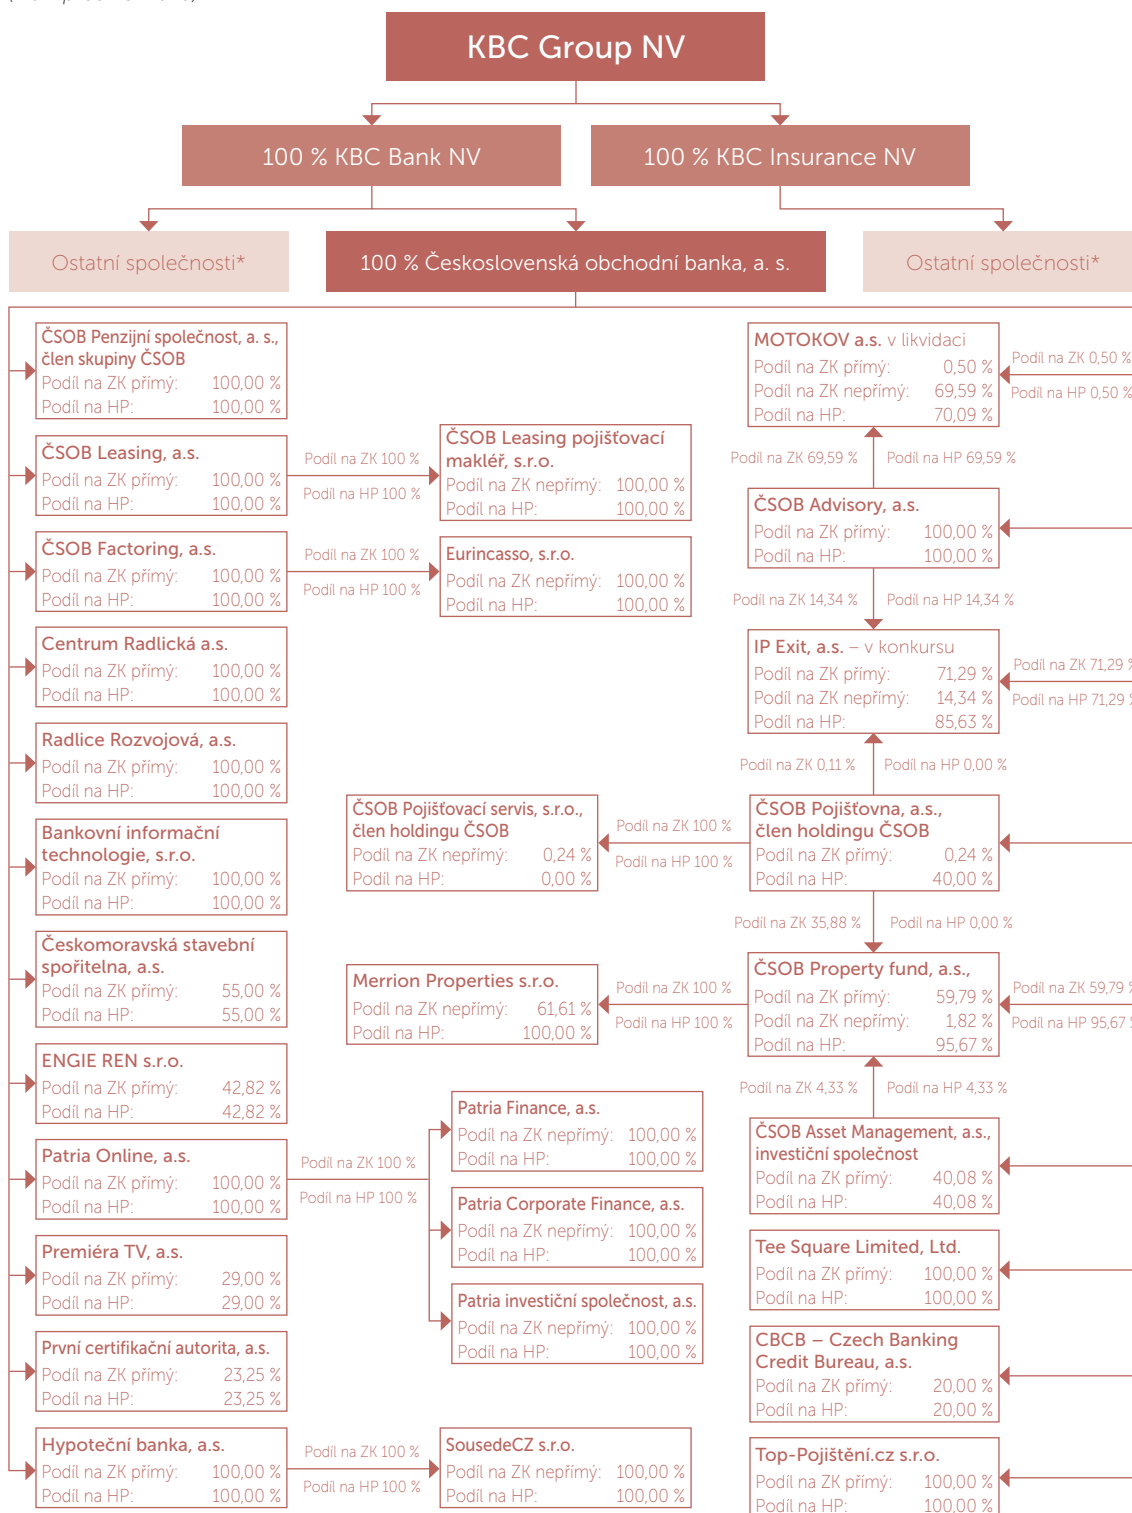 KBC Group NV
100 % KBC Bank NV
100 % KBC Insurance NV
Ostatní společnosti*
100 % Československá obchodní banka, a. s.
Ostatní společnosti*
ČSOB Penzijní společnost, a. s.,
člen skupiny ČSOB
Podíl na ZK přímý: 100,00 %
Podíl na HP: 100,00 %
ČSOB Leasing, a.s.
Podíl na ZK přímý: 100,00 %
Podíl na HP: 100,00 %
Podíl na ZK 100 %
Podíl na HP 100 %
ČSOB Leasing pojišťovací
makléř, s.r.o.
Podíl na ZK nepřímý: 100,00 %
Podíl na HP: 100,00 %
ČSOB Factoring, a.s.
Podíl na ZK přímý: 100,00 %
Podíl na HP: 100,00 %
Podíl na ZK 100 %
Podíl na HP 100 %
Eurincasso, s.r.o.
Podíl na ZK nepřímý: 100,00 %
Podíl na HP: 100,00 %
Centrum Radlická a.s.
Podíl na ZK přímý: 100,00 %
Podíl na HP: 100,00 %
Radlice Rozvojová, a.s.
Podíl na ZK přímý: 100,00 %
Podíl na HP: 100,00 %
Bankovní informační
technologie, s.r.o.
Podíl na ZK přímý: 100,00 %
Podíl na HP: 100,00 %
Českomoravská stavební
spořitelna, a.s.
Podíl na ZK přímý: 55,00 %
Podíl na HP: 55,00 %
ENGIE REN s.r.o.
Podíl na ZK přímý: 42,82 %
Podíl na HP: 42,82 %
Patria Online, a.s.
Podíl na ZK přímý: 100,00 %
Podíl na HP: 100,00 %
Podíl na ZK 100 %
Podíl na HP 100 %
Patria Finance, a.s.
Podíl na ZK nepřímý: 100,00 %
Podíl na HP: 100,00 %
Patria Corporate Finance, a.s.
Podíl na ZK nepřímý: 100,00 %
Podíl na HP: 100,00 %
Patria investiční společnost, a.s.
Podíl na ZK nepřímý: 100,00 %
Podíl na HP: 100,00 %
Premiéra TV, a.s.
Podíl na ZK přímý: 29,00 %
Podíl na HP: 29,00 %
První certifikační autorita, a.s.
Podíl na ZK přímý: 23,25 %
Podíl na HP: 23,25 %
Hypoteční banka, a.s.
Podíl na ZK přímý: 100,00 %
Podíl na HP: 100,00 %
Podíl na ZK 100 %
Podíl na HP 100 %
SousedeCZ s.r.o.
Podíl na ZK nepřímý: 100,00 %
Podíl na HP: 100,00 %
MOTOKOV a.s. v likvidaci
Podíl na ZK přímý: 0,50 %
Podíl na ZK nepřímý: 69,59 %
Podíl na HP: 70,09 %
Podíl na ZK 0,50 %
Podíl na HP 0,50 %
Podíl na ZK 69,59 %
Podíl na HP 69,59 %
ČSOB Advisory, a.s.
Podíl na ZK přímý: 100,00 %
Podíl na HP: 100,00 %
Podíl na ZK 14,34 %
Podíl na HP 14,34 %
IP Exit, a.s. – v konkursu
Podíl na ZK přímý: 71,29 %
Podíl na ZK nepřímý: 14,34 %
Podíl na HP: 85,63 %
Podíl na ZK 71,29 %
Podíl na HP 71,29 %
Podíl na ZK 0,11 %
Podíl na HP 0,00 %
ČSOB Pojišťovací servis, s.r.o.,
člen holdingu ČSOB
Podíl na ZK nepřímý: 0,24 %
Podíl na HP: 0,00 %
Podíl na ZK 100 %
Podíl na HP 100 %
ČSOB Pojišťovna, a.s.,
člen holdingu ČSOB
Podíl na ZK přímý: 0,24 %
Podíl na HP: 40,00 %
Podíl na ZK 35,88 %
Podíl na HP 0,00 %
Merrion Properties s.r.o.
Podíl na ZK nepřímý: 61,61 %
Podíl na HP: 100,00 %
Podíl na ZK 100 %
Podíl na HP 100 %
ČSOB Property fund, a.s.,
Podíl na ZK přímý: 59,79 %
Podíl na ZK nepřímý: 1,82 %
Podíl na HP: 95,67 %
Podíl na ZK 59,79 %
Podíl na HP 95,67 %
Podíl na ZK 4,33 %
Podíl na HP 4,33 %
ČSOB Asset Management, a.s.,
investiční společnost
Podíl na ZK přímý: 40,08 %
Podíl na HP: 40,08 %
Tee Square Limited, Ltd.
Podíl na ZK přímý: 100,00 %
Podíl na HP: 100,00 %
CBCB – Czech Banking
Credit Bureau, a.s.
Podíl na ZK přímý: 20,00 %
Podíl na HP: 20,00 %
Top-Pojištění.cz s.r.o.
Podíl na ZK přímý: 100,00 %
Podíl na HP: 100,00 %